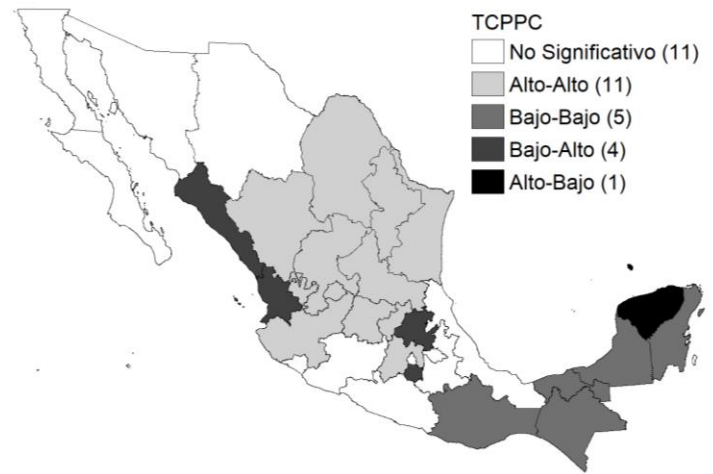 TCPPC
No Significativo (11)
Alto-Alto (11)
Bajo-Bajo (5)
Bajo-Alto (4)
Alto-Bajo (1)